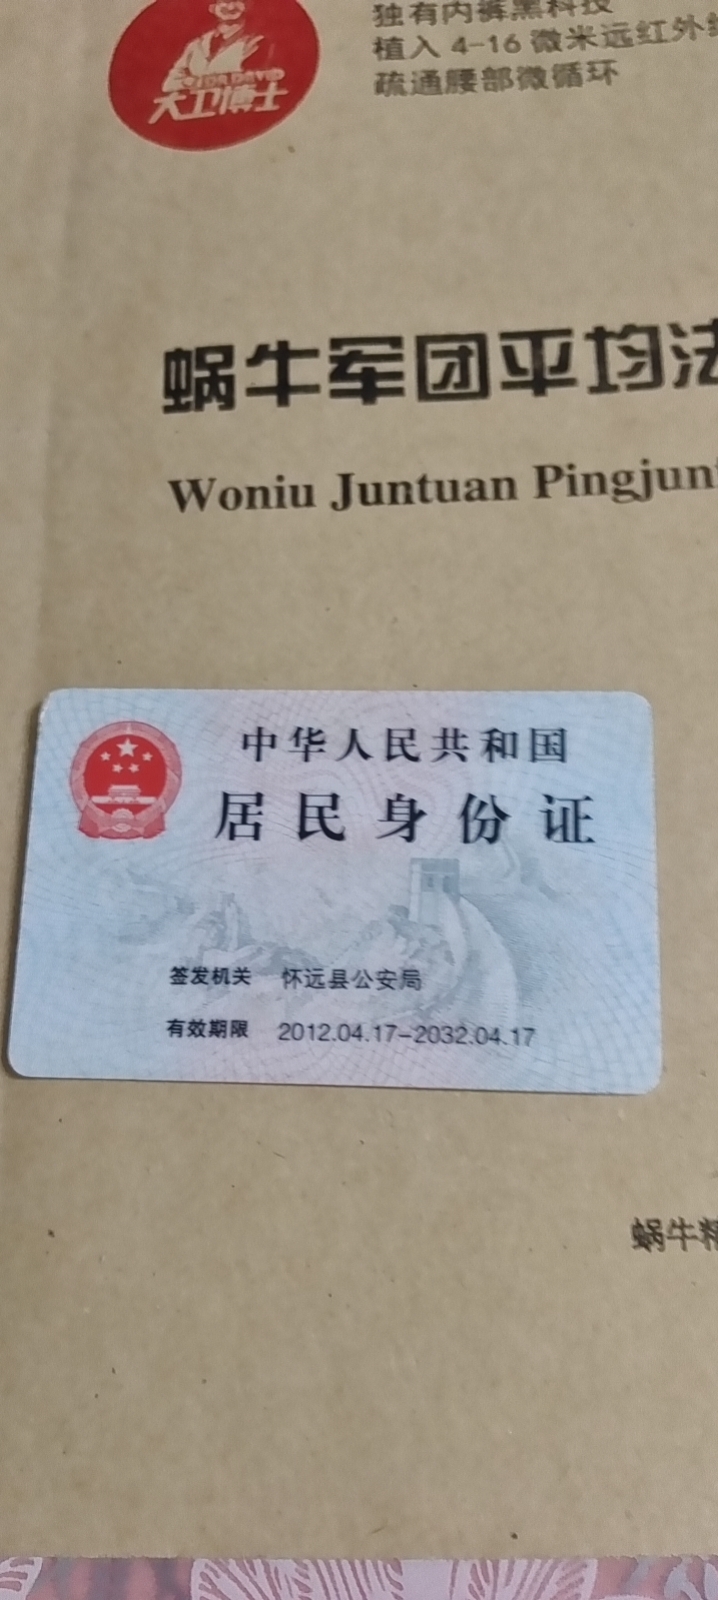 大卫博士
独有内裤黑科技
植入 4-16 微米远红外
疏通腰部微循环
蜗牛军团平均法
Woniu Juntuan Pingjun
中华人民共和国
居民身份证
签发机关 怀远县公安局
有效期限 2012.04.17-2032.04.17
蜗牛